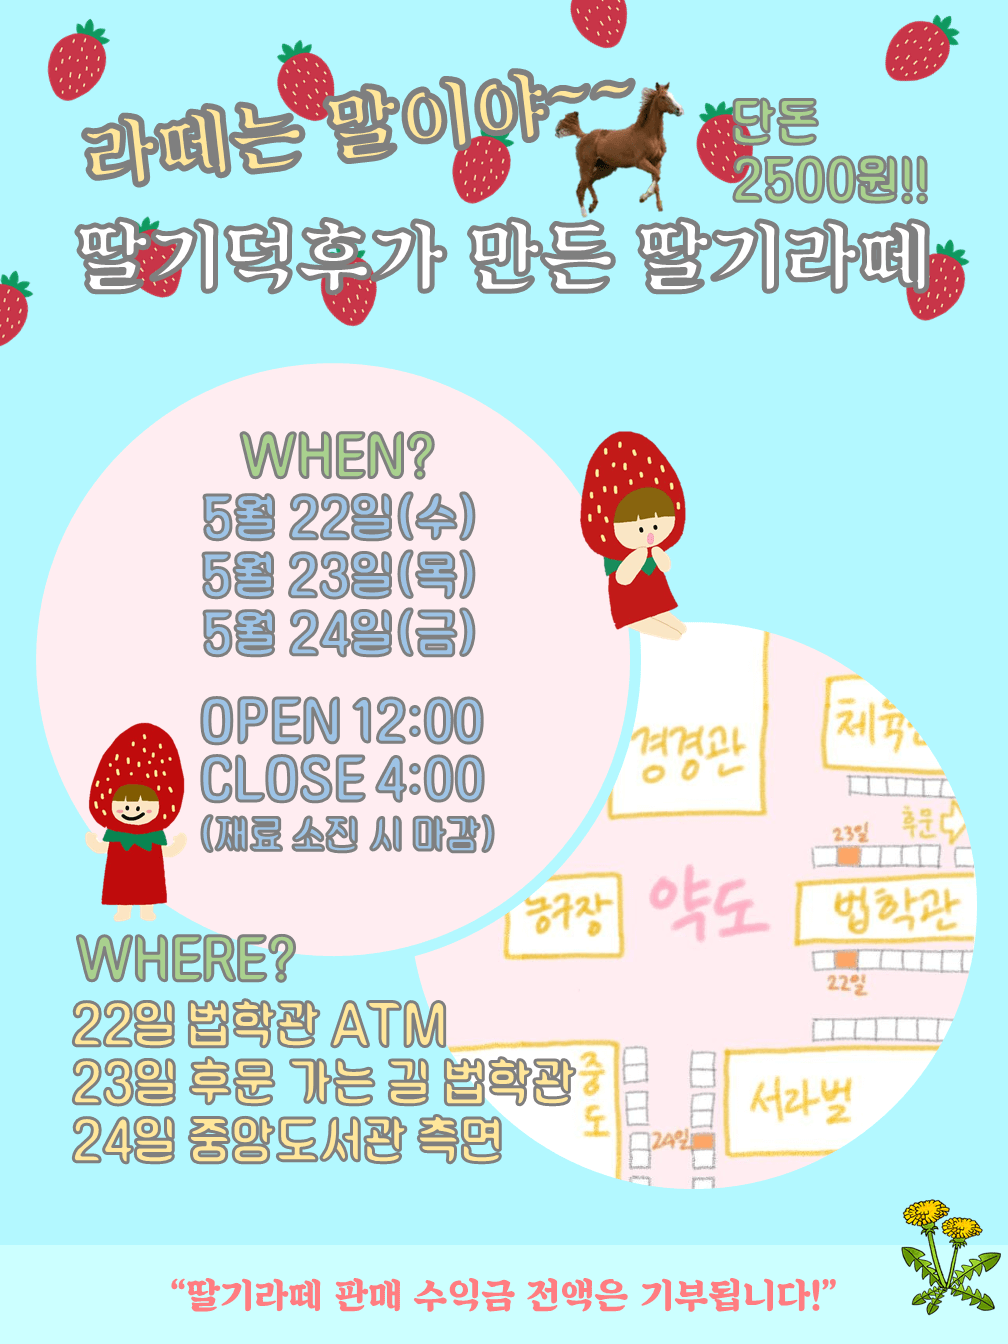 라떼는 말이야~~
단돈
2500원!!
딸기덕후가 만든 딸기라떼
WHEN?
5월 22일(수)
5월 23일(목)
5월 24일(금)
OPEN 12:00
CLOSE 4:00
(재료 소진 시 마감)
경경관
체육관
후문
23일
농구장
약도
법학관
22일
WHERE?
22일 법학관 ATM
23일 후문 가는 길 법학관
24일 중앙도서관 측면
중도
서라벌
24일
“딸기라떼 판매 수익금 전액은 기부됩니다!”